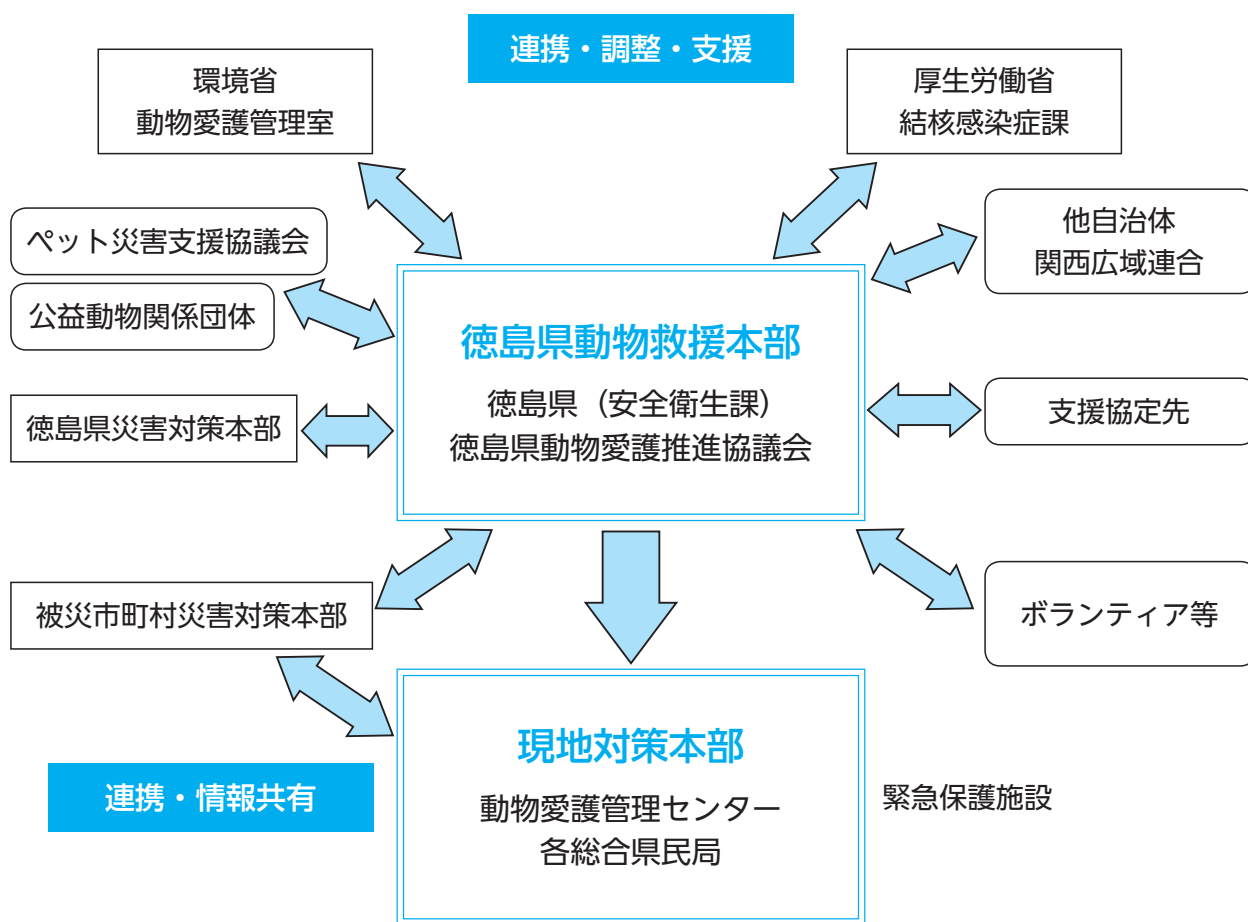 連携・調整・支援
環境省
動物愛護管理室
厚生労働省
結核感染症課
ペット災害支援協議会
公益動物関係団体
他自治体
関西広域連合
徳島県動物救援本部
徳島県（安全衛生課）
徳島県動物愛護推進協議会
徳島県災害対策本部
支援協定先
被災市町村災害対策本部
ボランティア等
現地対策本部
動物愛護管理センター
各総合県民局
連携・情報共有
緊急保護施設